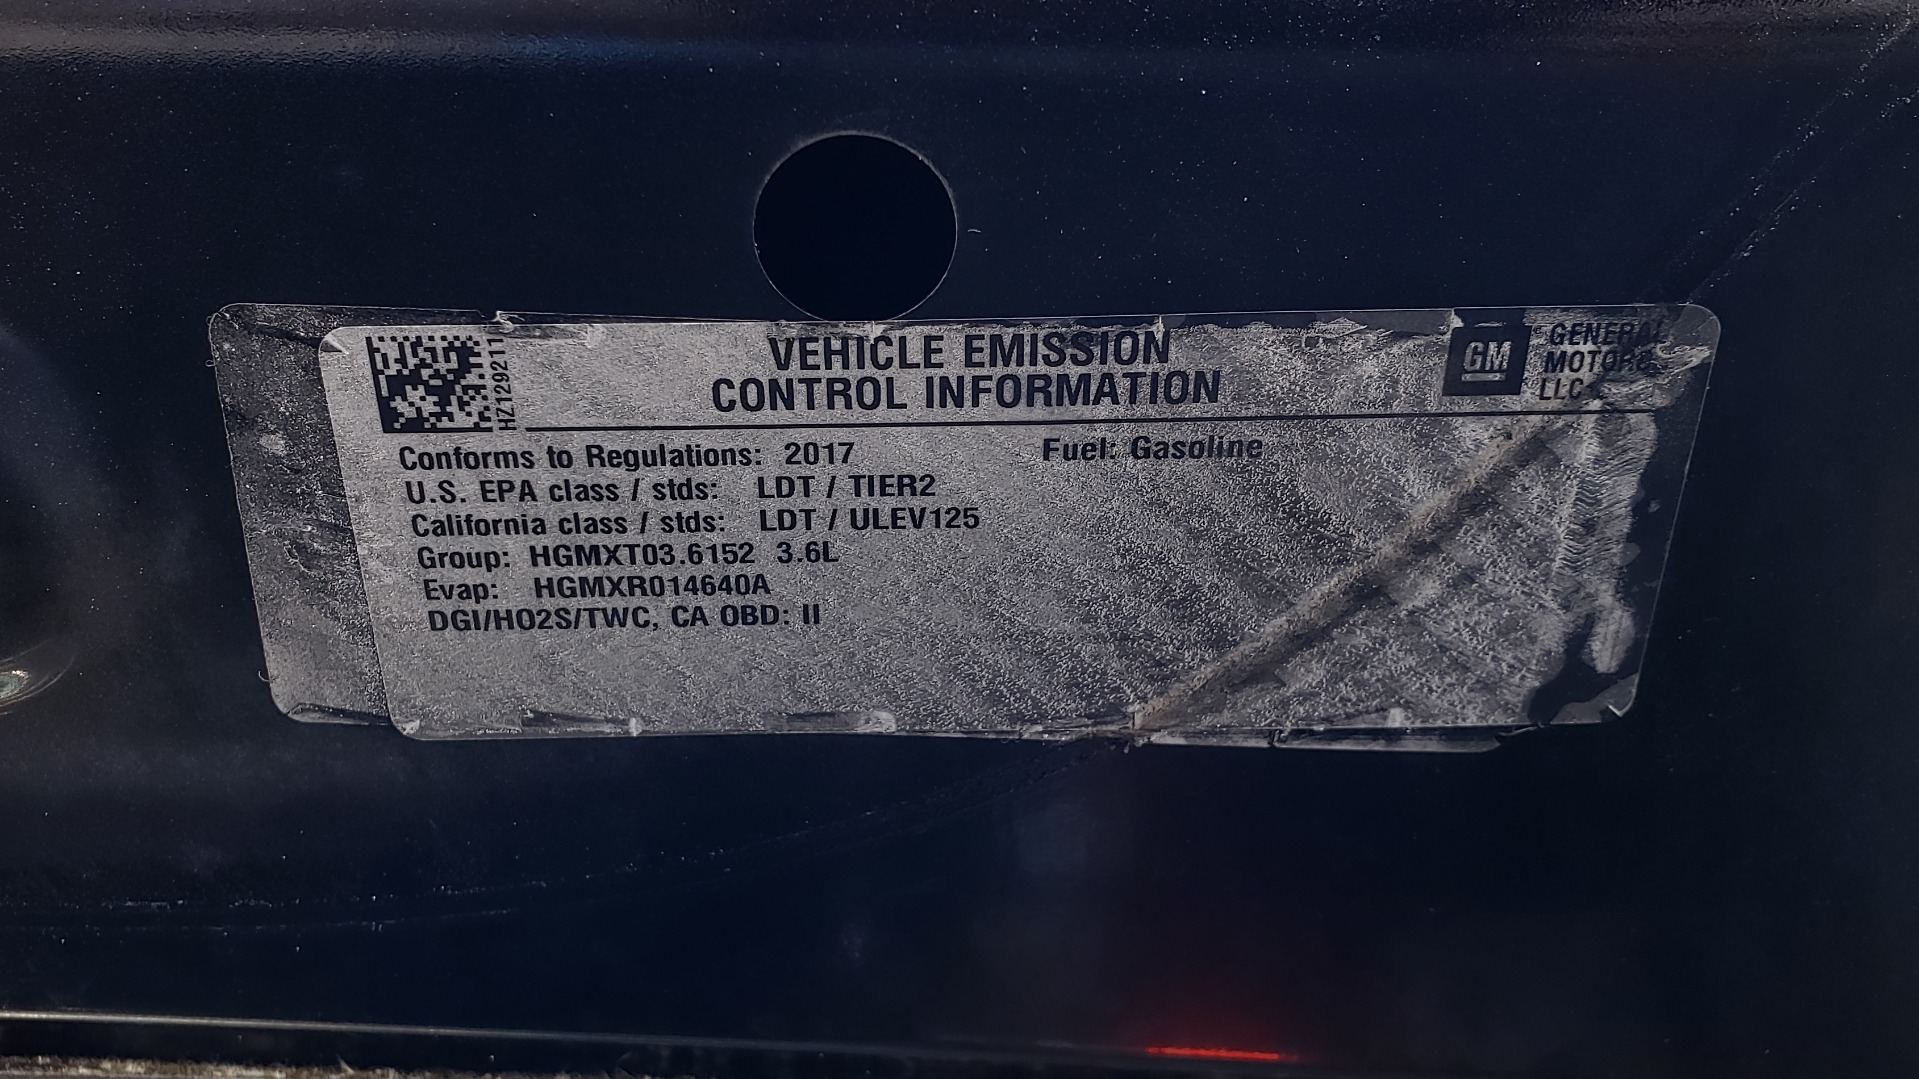 HZ129211
VEHICLE EMISSION
CONTROL INFORMATION
GM
GENERAL
MOTORS
LLC
Conforms to Regulations: 2017
Fuel: Gasoline
U.S. EPA class / stds: LDT / TIER2
California class / stds: LDT / ULEV125
Group: HGMXT03.6152 3.6L
Evap: HGMXR014640A
DGI/HO2S/TWC, CA OBD: II